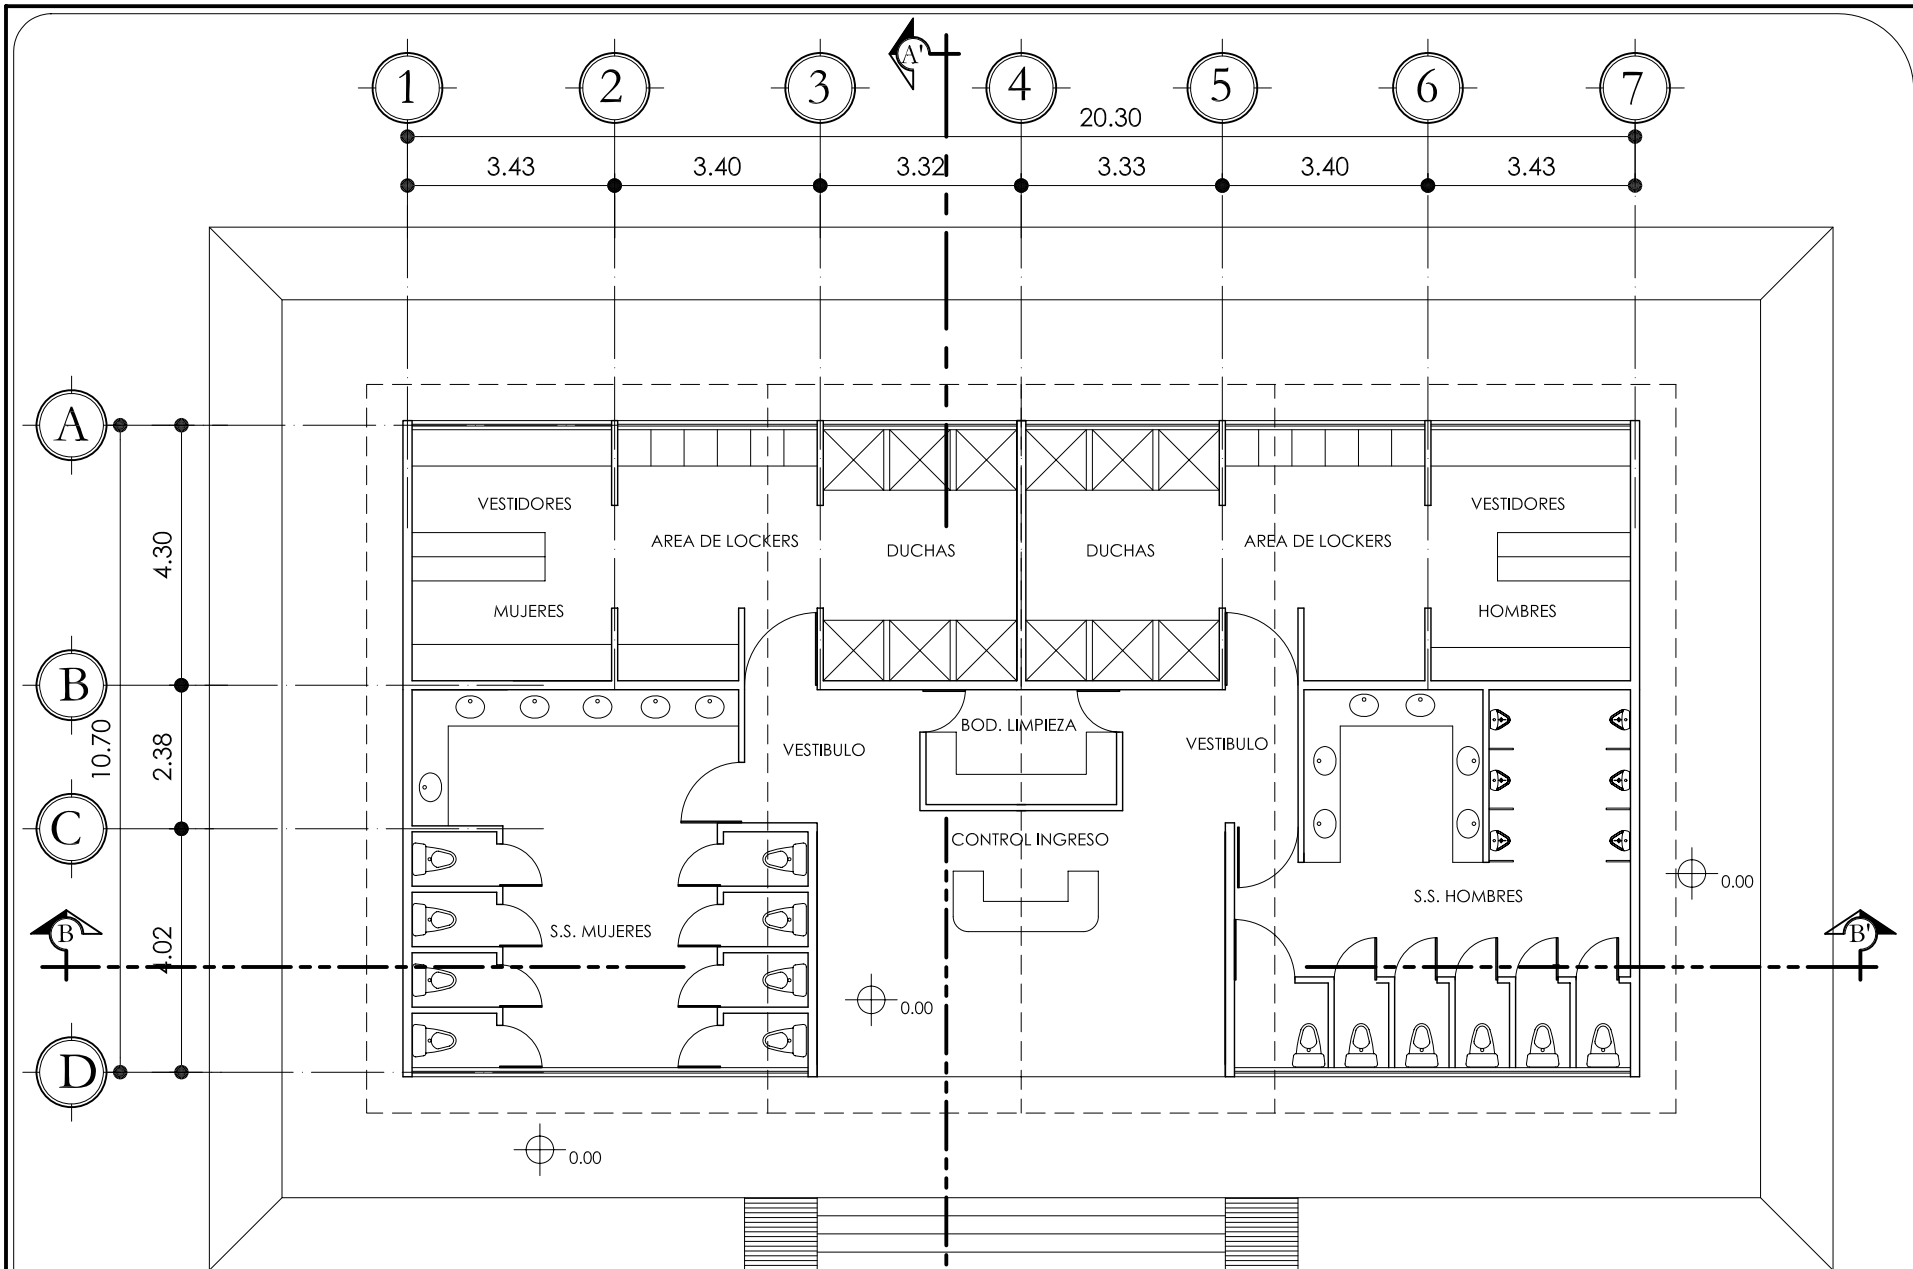 A'
1 2 3 4 5 6 7
20.30
3.43 3.40 3.32 3.33 3.40 3.43
A
VESTIDORES VESTIDORES
4.30 AREA DE LOCKERS DUCHAS DUCHAS AREA DE LOCKERS
MUJERES HOMBRES
B
10.70 2.38 VESTIBULO BOD. LIMPIEZA VESTIBULO
C
CONTROL INGRESO
0.00
S.S. HOMBRES
B 4.02 S.S. MUJERES B'
0.00
D
0.00